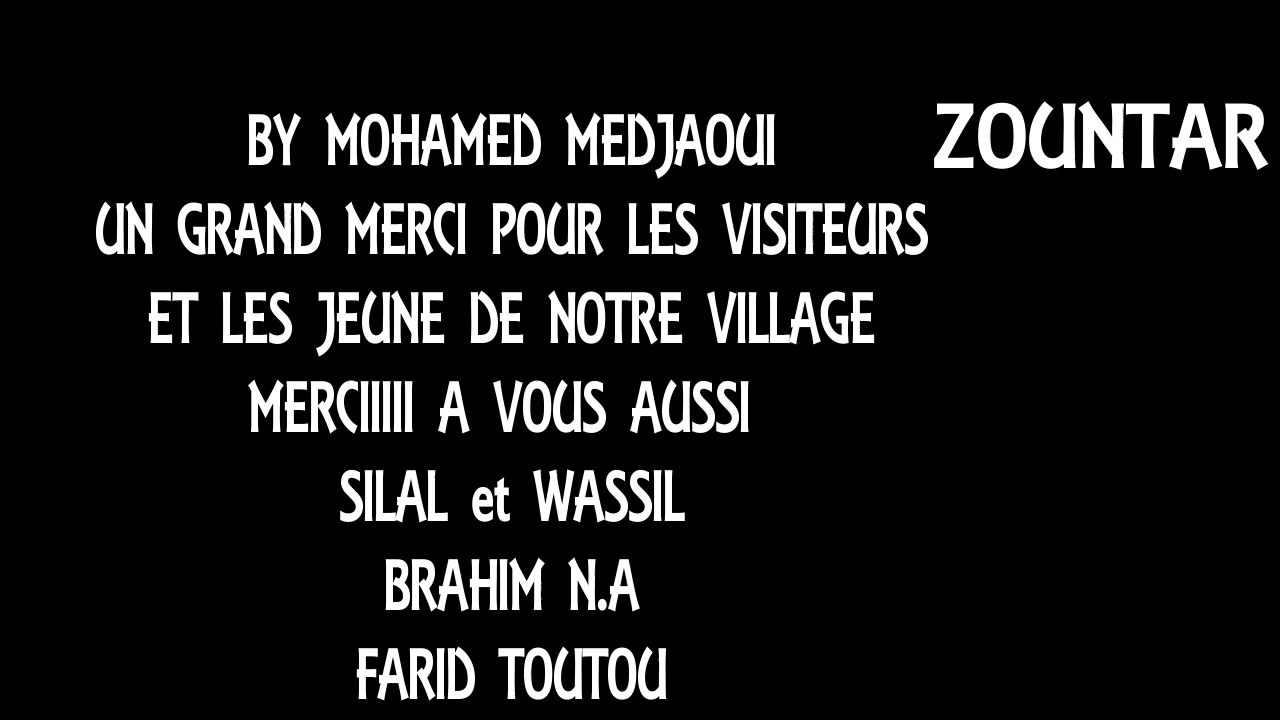 BY MOHAMED MEDJAOUI
UN GRAND MERCI POUR LES VISITEURS
ET LES JEUNE DE NOTRE VILLAGE
MERCIIIII A VOUS AUSSI
SILAL et WASSIL
BRAHIM N.A
FARID TOUTOU
ZOUNTAR